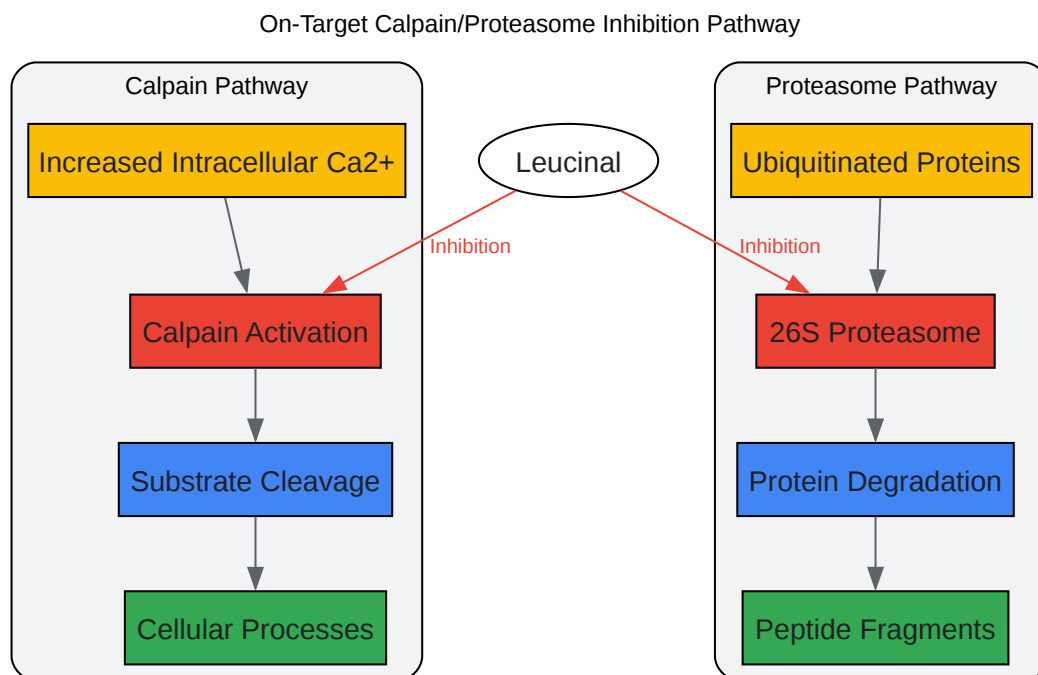 On-Target Calpain/Proteasome Inhibition Pathway
Calpain Pathway
Proteasome Pathway
Increased Intracellular Ca2+
Leucinal
Ubiquitinated Proteins
Inhibition
Inhibition
Calpain Activation
26S Proteasome
Substrate Cleavage
Protein Degradation
Cellular Processes
Peptide Fragments